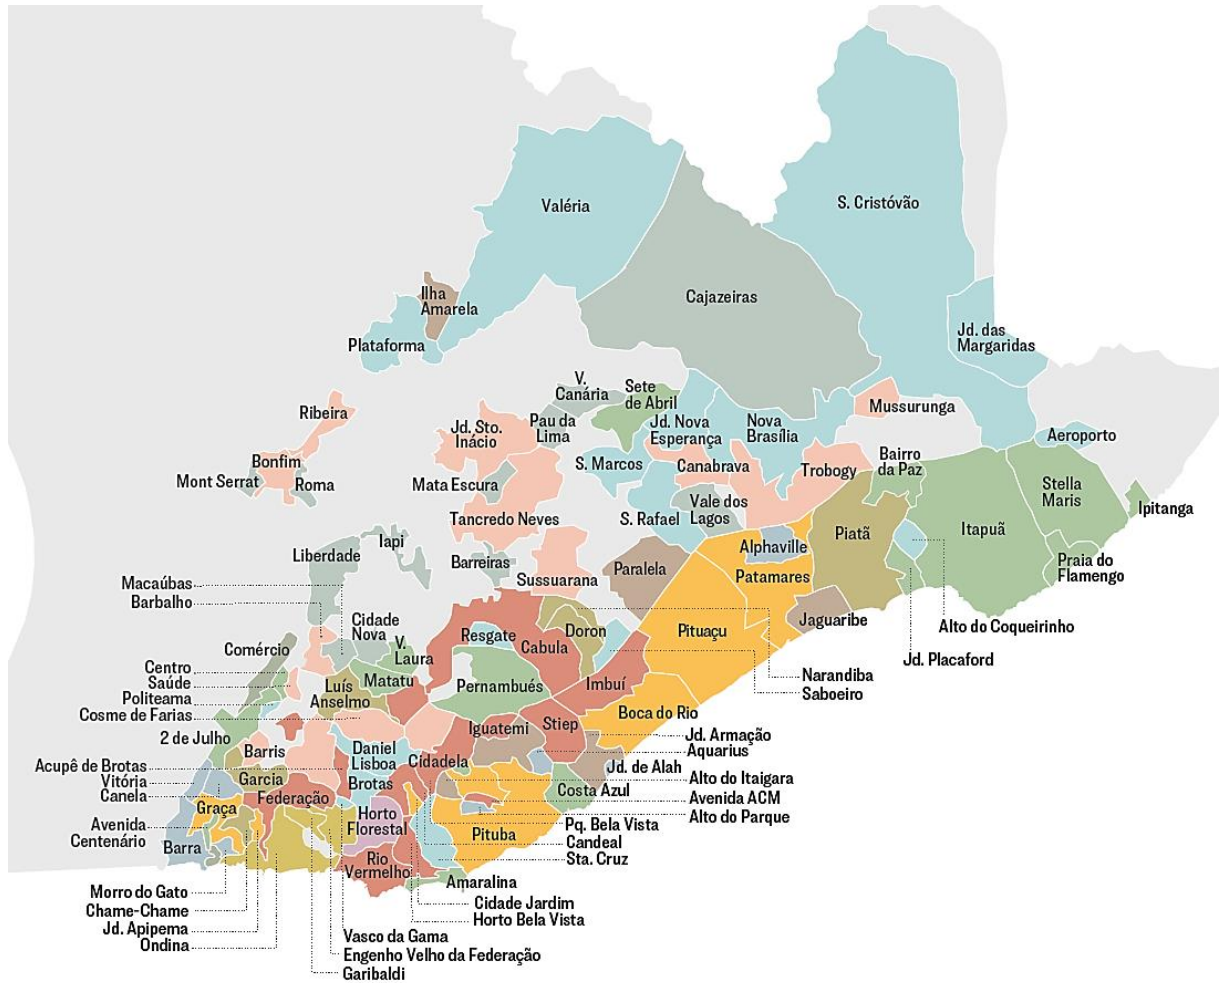 Valéria
S. Cristóvão
Cajazeiras
Ilha
Amarela
Plataforma
Jd. das
Margaridas
V.
Canária
Sete
de Abril
Ribeira
Mussurunga
Jd. Sto.
Inácio
Pau da
Lima
Jd. Nova
Esperança
Nova
Brasília
Aeroporto
Bonfim
Mont Serrat
Roma
S. Marcos
Canabrava
Trobogy
Bairro
da Paz
Mata Escura
Stella
Maris
Vale dos
Lagos
Ipitanga
Tancredo Neves
S. Rafael
Piatã
Itapuã
Iapi
Liberdade
Alphaville
Barreiras
Paralela
Praia do
Flamengo
Macaúbas
Sussuarana
Patamares
Barbalho
Cidade
Nova
Jaguaribe
Alto do Coqueirinho
Resgate
Doron
Pituaçu
Comércio
V.
Laura
Cabula
Jd. Placaford
Centro
Saúde
Matatu
Narandiba
Politeama
Luís
Anselmo
Pernambués
Imbuí
Saboeiro
Cosme de Farias
Boca do Rio
2 de Julho
Iguatemi
Stiep
Jd. Armação
Barris
Daniel
Lisboa
Aquarius
Acupê de Brotas
Cidadela
Jd. de Alah
Vitória
Garcia
Brotas
Alto do Itaigara
Canela
Federação
Costa Azul
Avenida ACM
Graça
Horto
Florestal
Alto do Parque
Avenida
Centenário
Pituba
Pq. Bela Vista
Barra
Candeal
Rio
Vermelho
Sta. Cruz
Morro do Gato
Amaralina
Chame-Chame
Cidade Jardim
Jd. Apipema
Horto Bela Vista
Ondina
Vasco da Gama
Engenho Velho da Federação
Garibaldi